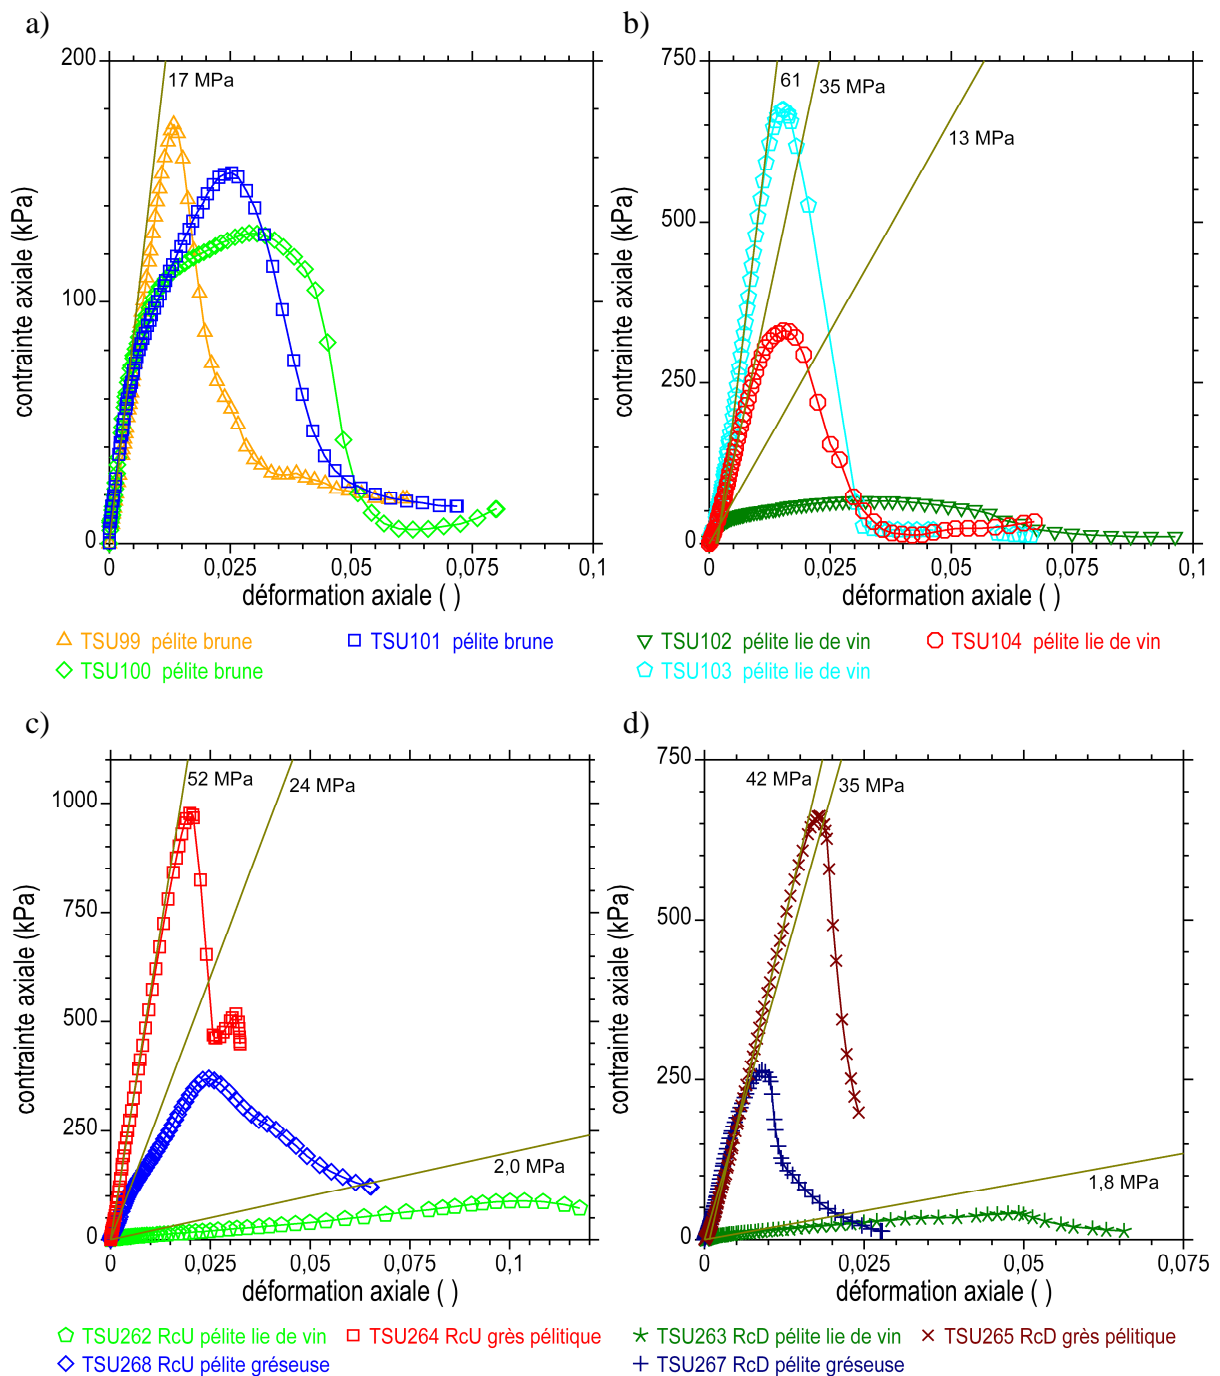 a)
200
17 MPa
100
0
0 0,025 0,05 0,075 0,1
contrainte axiale (kPa)
déformation axiale ( )
TSU99 pélite brune
TSU101 pélite brune
TSU100 pélite brune
b)
750
61
35 MPa
13 MPa
500
250
0
0 0,025 0,05 0,075 0,1
contrainte axiale (kPa)
déformation axiale ( )
TSU102 pélite lie de vin
TSU104 pélite lie de vin
TSU103 pélite lie de vin
c)
52 MPa
24 MPa
1000
750
500
250
2,0 MPa
0
0 0,025 0,05 0,075 0,1
contrainte axiale (kPa)
déformation axiale ( )
TSU262 RcU pélite lie de vin
TSU264 RcU grès pélitique
TSU268 RcU pélite gréseuse
d)
750
42 MPa
35 MPa
500
250
1,8 MPa
0
0 0,025 0,05 0,075
contrainte axiale (kPa)
déformation axiale ( )
TSU263 RcD pélite lie de vin
TSU265 RcD grès pélitique
TSU267 RcD pélite gréseuse